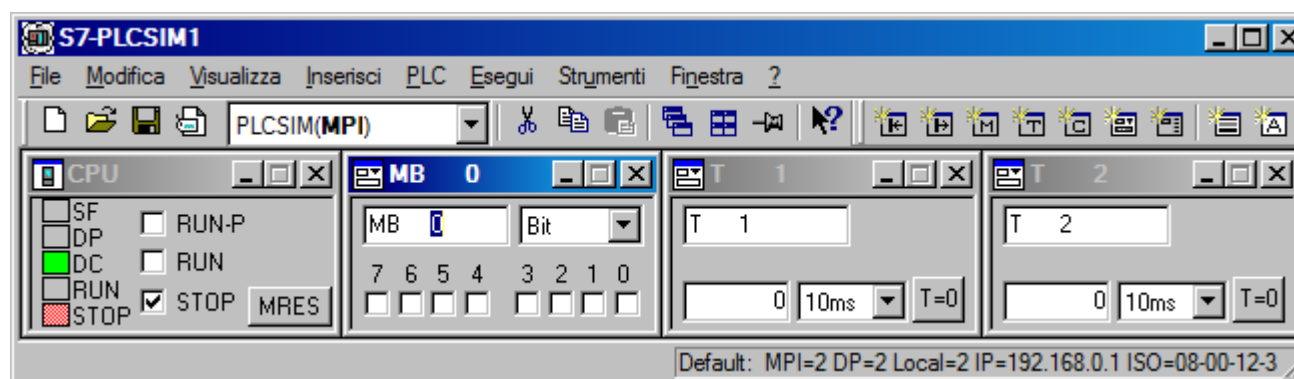 S7-PLCSIM1
File Modifica Visualizza Inserisci PLC Esegui Strumenti Finestra ?
PLCSIM(MPI)
CPU
SF
DP
DC
RUN
STOP
RUN-P
RUN
STOP
MRES
MB 0
MB 0
Bit
7 6 5 4 3 2 1 0
T 1
T 1
0 10ms T=0
T 2
T 2
0 10ms T=0
Default: MPI=2 DP=2 Local=2 IP=192.168.0.1 ISO=08-00-12-3